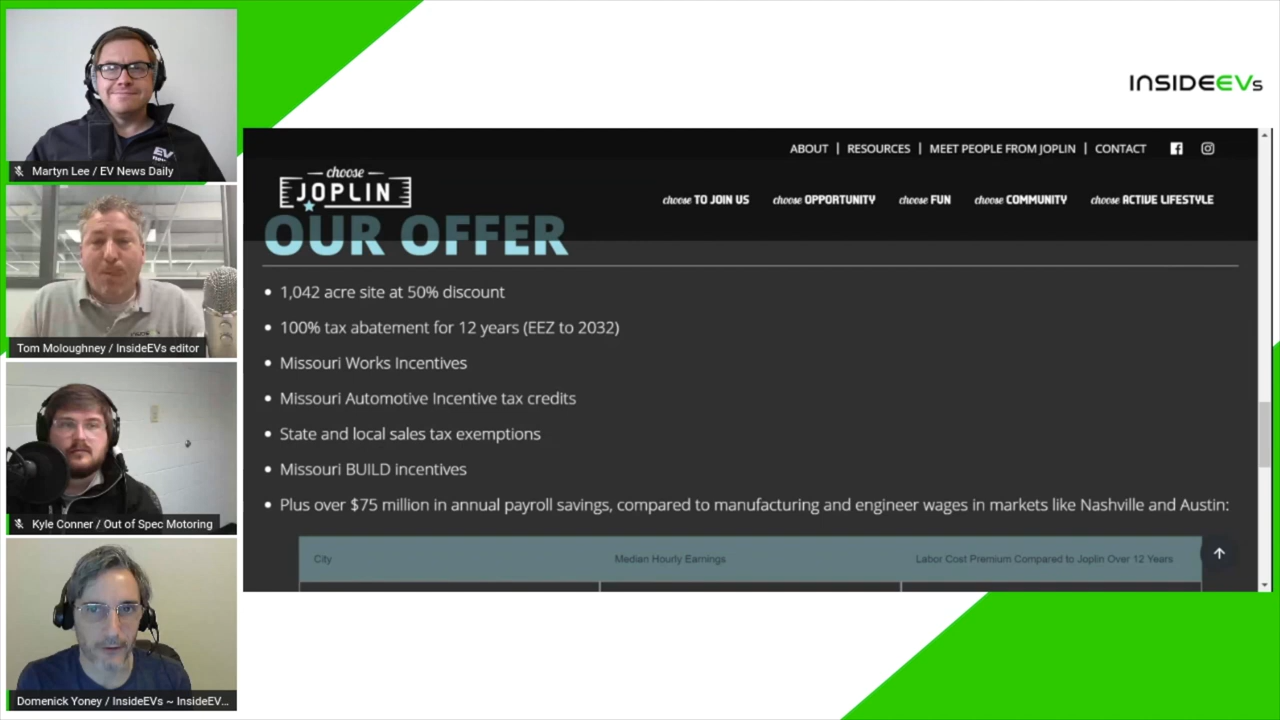 INSIDEEVs
EV
Martyn Lee / EV News Daily
Tom Moloughney / InsideEVs editor
Kyle Conner / Out of Spec Motoring
Domenick Yoney / InsideEVs ~ InsideEV...
ABOUT | RESOURCES | MEET PEOPLE FROM JOPLIN | CONTACT
choose
JOPLIN
choose TO JOIN US choose OPPORTUNITY choose FUN choose COMMUNITY choose ACTIVE LIFESTYLE
OUR OFFER
• 1,042 acre site at 50% discount
• 100% tax abatement for 12 years (EEZ to 2032)
• Missouri Works Incentives
• Missouri Automotive Incentive tax credits
• State and local sales tax exemptions
• Missouri BUILD incentives
• Plus over $75 million in annual payroll savings, compared to manufacturing and engineer wages in markets like Nashville and Austin:
City Median Hourly Earnings Labor Cost Premium Compared to Joplin Over 12 Years